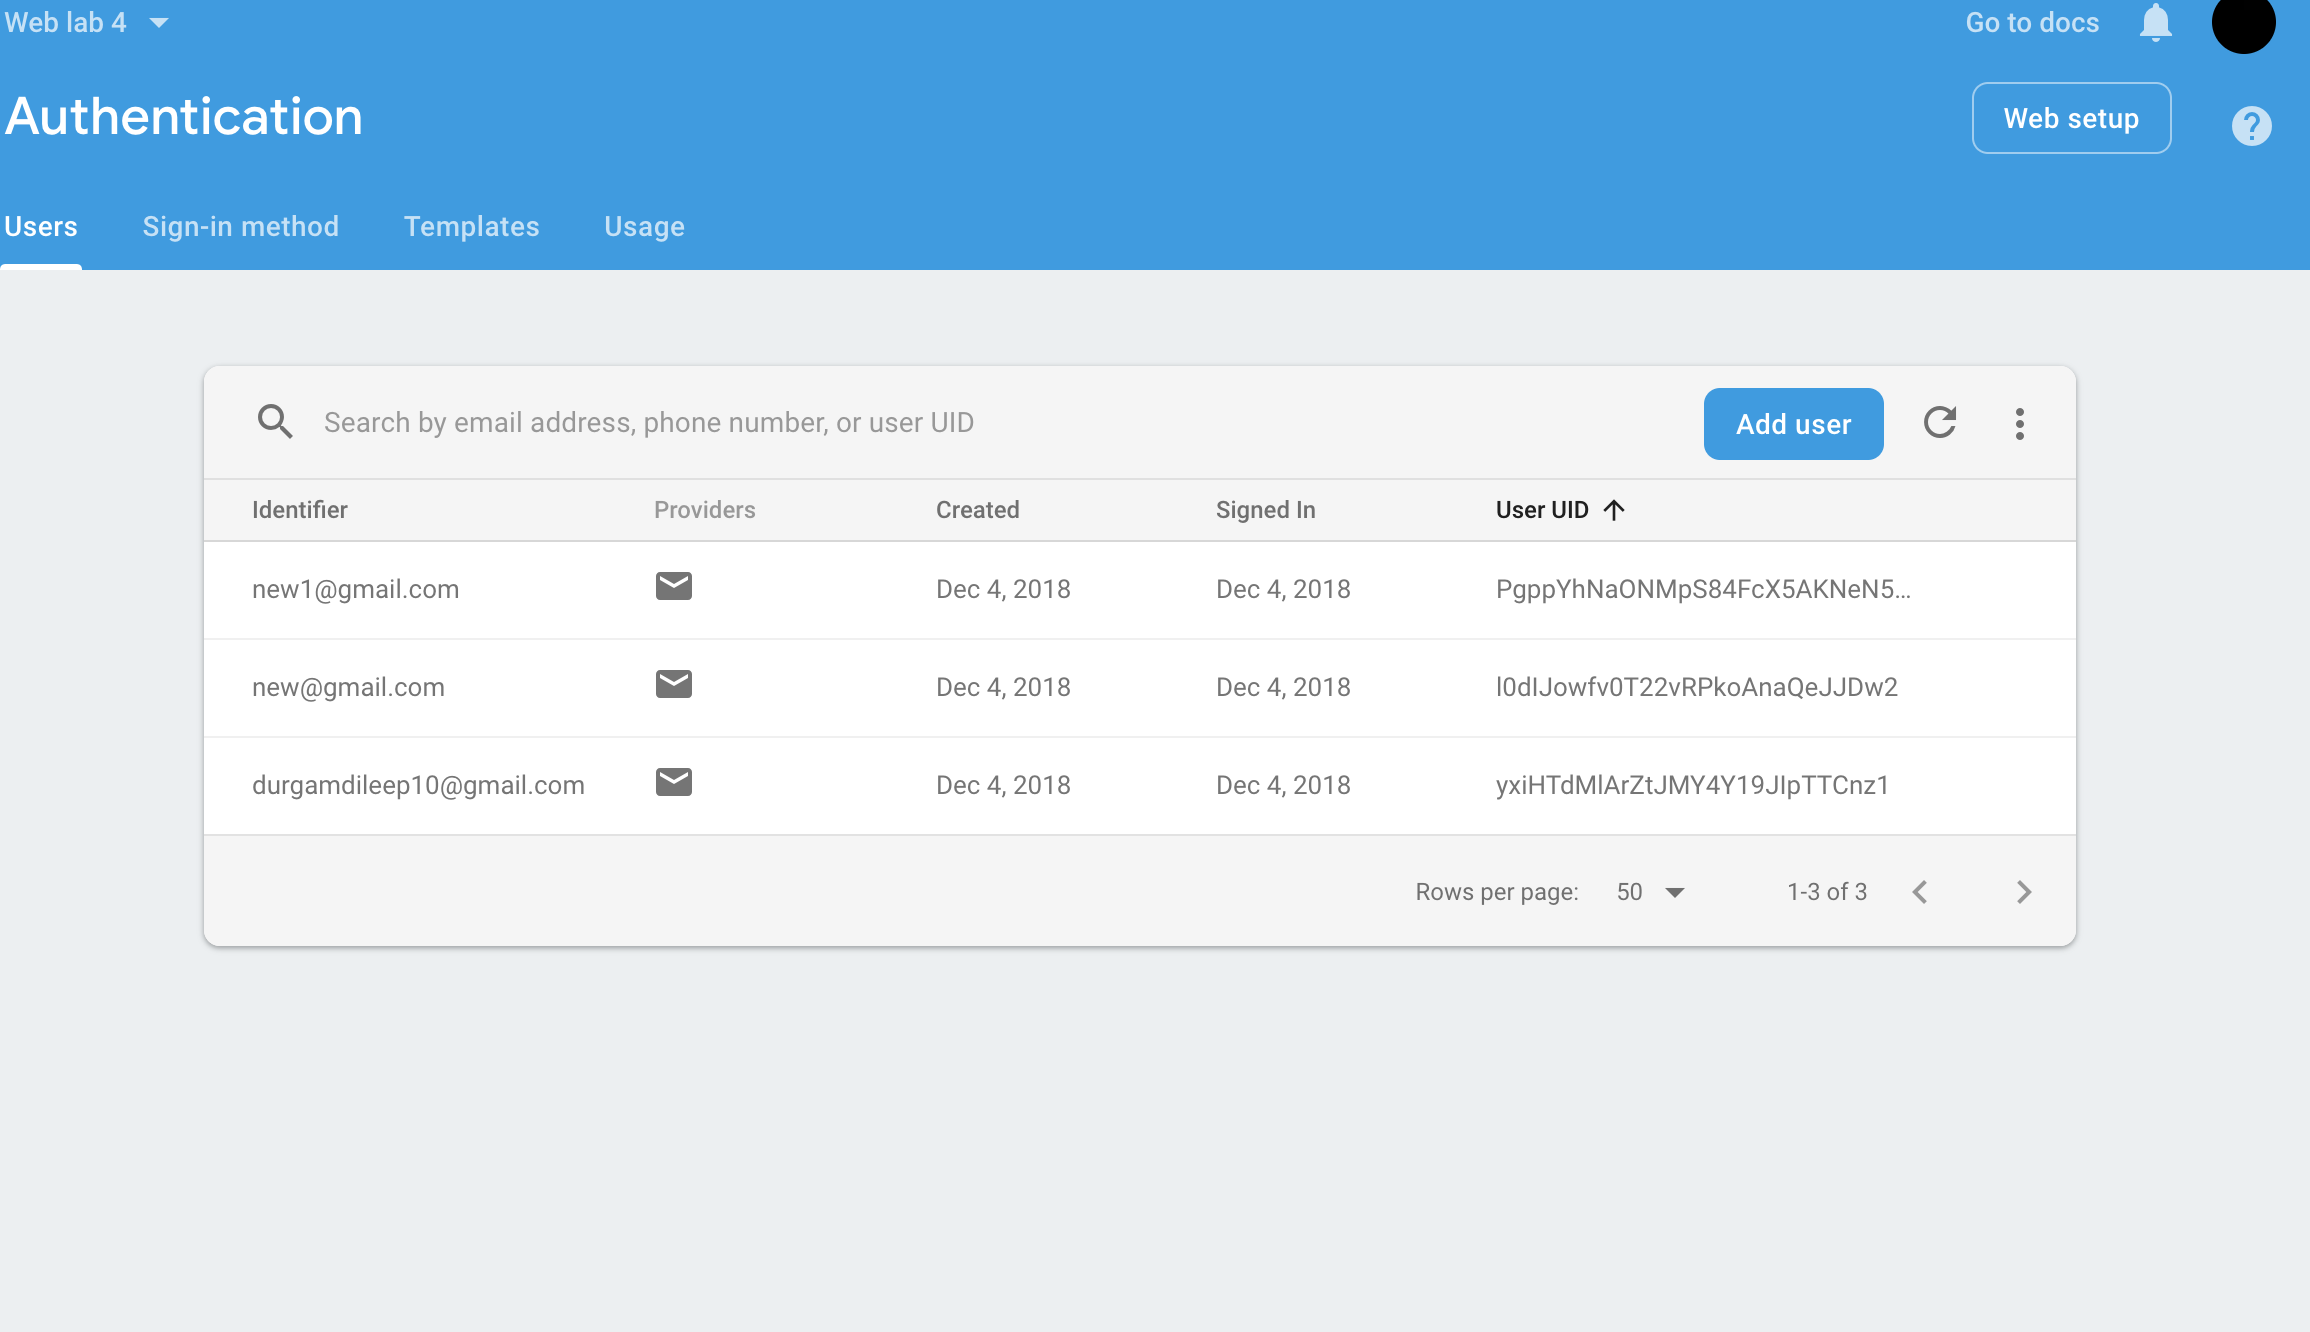 Web lab 4 Go to docs
Authentication Web setup
Users Sign-in method Templates Usage
Search by email address, phone number, or user UID Add user
Identifier Providers Created Signed In User UID
new1@gmail.com Dec 4, 2018 Dec 4, 2018 PgppYhNaONMpS84FcX5AKNeN5...
new@gmail.com Dec 4, 2018 Dec 4, 2018 l0dIJowfv0T22vRPkoAnaQeJJDw2
durgamdileep10@gmail.com Dec 4, 2018 Dec 4, 2018 yxiHTdMlArZtJMY4Y19JIpTTCnz1
Rows per page: 50 1-3 of 3